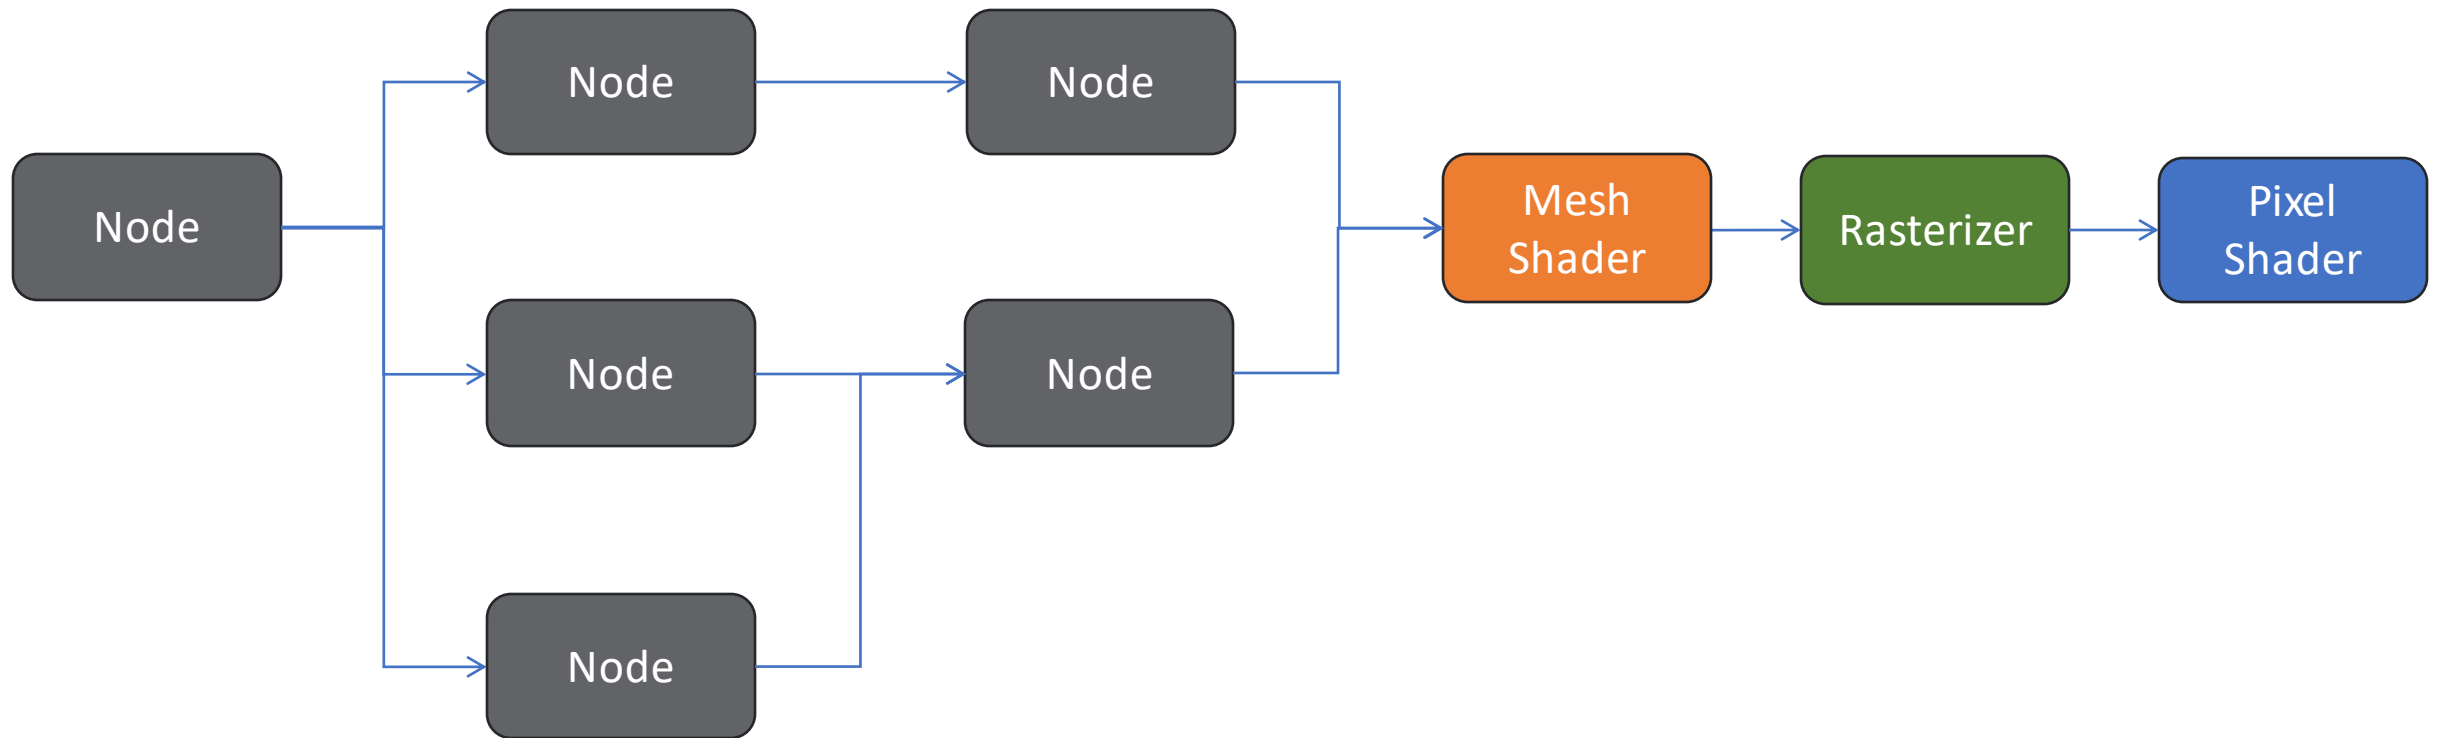 Node
Node
Node
Node
Node
Node
Mesh
Shader
Rasterizer
Pixel
Shader